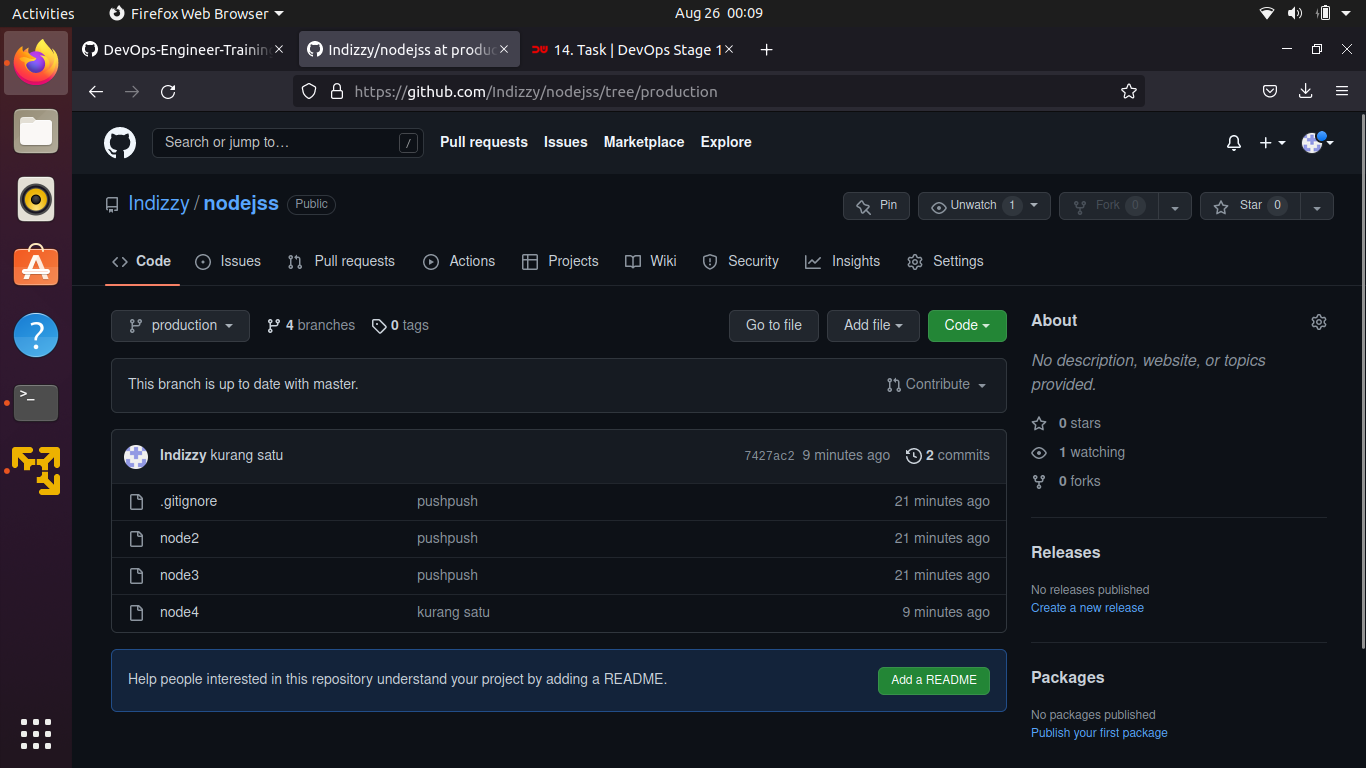 Activities Firefox Web Browser Aug 26 00:09
DevOps-Engineer-Training Indizzy/nodejss at produc 14. Task | DevOps Stage 1
https://github.com/Indizzy/nodejss/tree/production
Search or jump to… / Pull requests Issues Marketplace Explore
Indizzy / nodejss Public Pin Unwatch 1 Fork 0 Star 0
Code Issues Pull requests Actions Projects Wiki Security Insights Settings
production 4 branches 0 tags Go to file Add file Code
This branch is up to date with master. Contribute
Indizzy kurang satu 7427ac2 9 minutes ago 2 commits
.gitignore pushpush 21 minutes ago
node2 pushpush 21 minutes ago
node3 pushpush 21 minutes ago
node4 kurang satu 9 minutes ago
Help people interested in this repository understand your project by adding a README. Add a README
About
No description, website, or topics
provided.
0 stars
1 watching
0 forks
Releases
No releases published
Create a new release
Packages
No packages published
Publish your first package